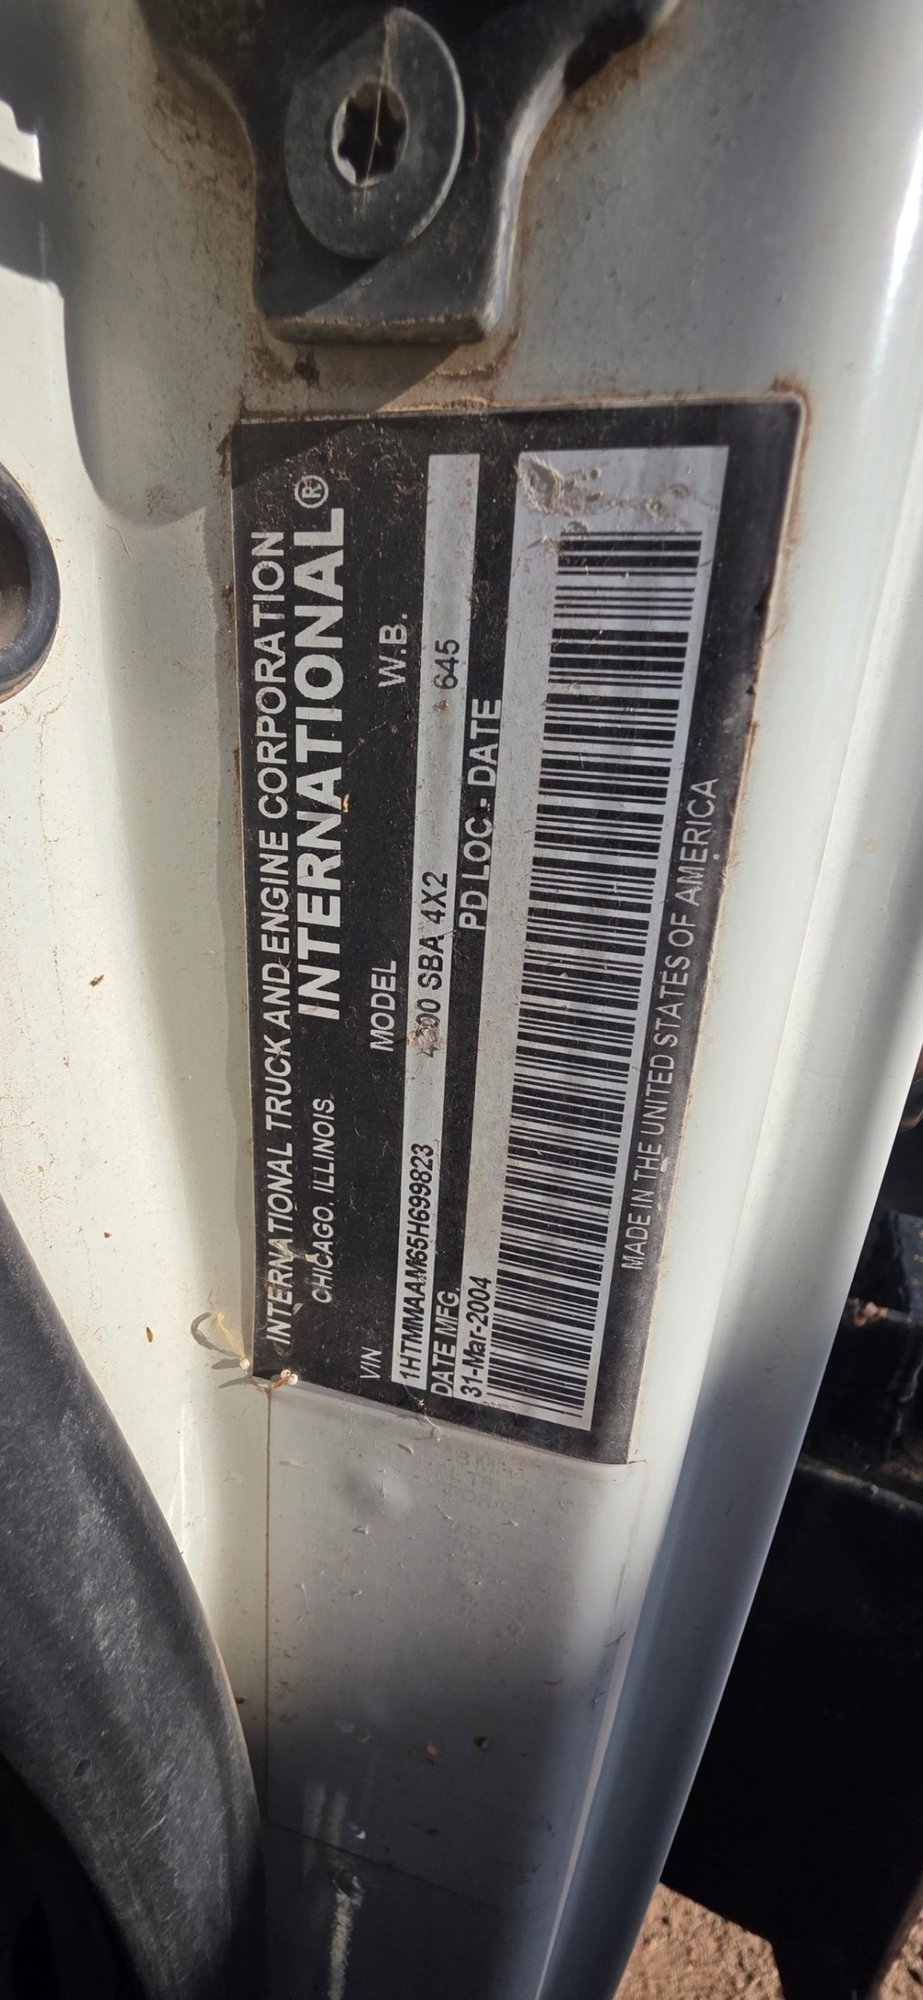 INTERNATIONAL TRUCK AND ENGINE CORPORATION
CHICAGO, ILLINOIS INTERNATIONAL®
VIN MODEL W.B.
1HTMMAAM65H699823 SBA 4X2 645
DATE MFG. PD LOC - DATE
31-Mar-2004
MADE IN THE UNITED STATES OF AMERICA